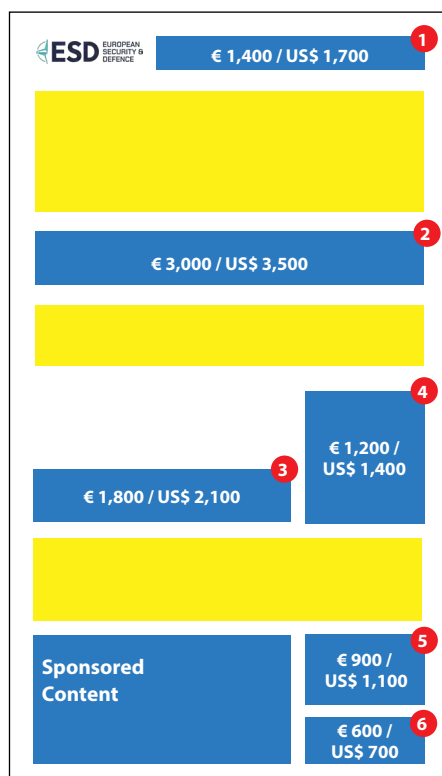 ESD EUROPEAN
SECURITY &
DEFENCE
1
€ 1,400 / US$ 1,700
2
€ 3,000 / US$ 3,500
3
€ 1,800 / US$ 2,100
4
€ 1,200 /
US$ 1,400
Sponsored
Content
5
€ 900 /
US$ 1,100
6
€ 600 /
US$ 700